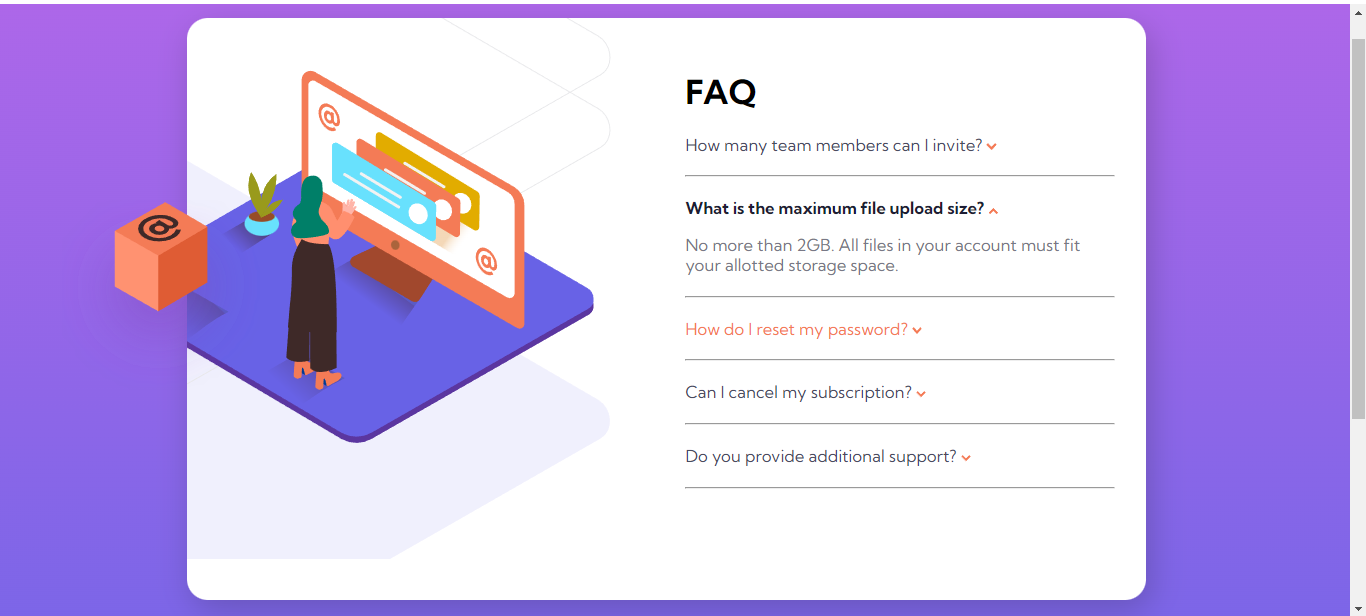 FAQ
How many team members can I invite?
What is the maximum file upload size?
No more than 2GB. All files in your account must fit
your allotted storage space.
How do I reset my password?
Can I cancel my subscription?
Do you provide additional support?
@
@
@